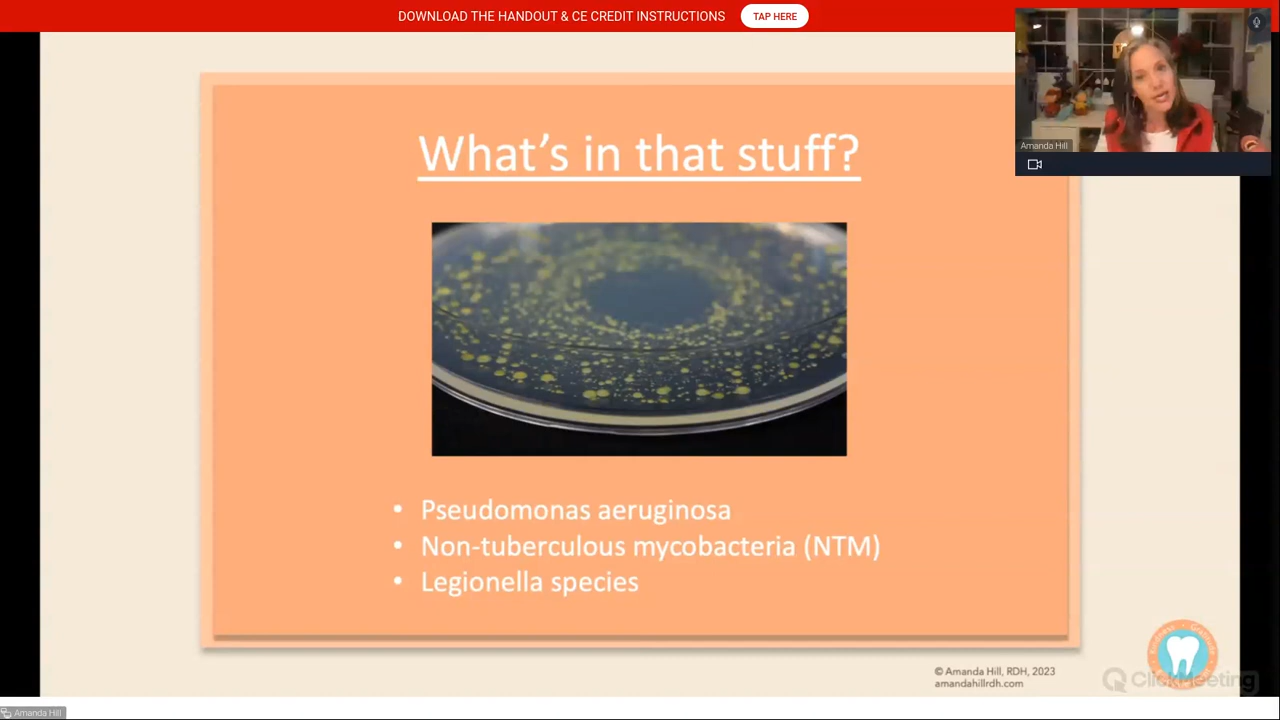 DOWNLOAD THE HANDOUT & CE CREDIT INSTRUCTIONS TAP HERE
Amanda Hill
What's in that stuff?
• Pseudomonas aeruginosa
• Non-tuberculous mycobacteria (NTM)
• Legionella species
© Amanda Hill, RDH, 2023
amandahillrdh.com
ClickMeeting
Amanda Hill